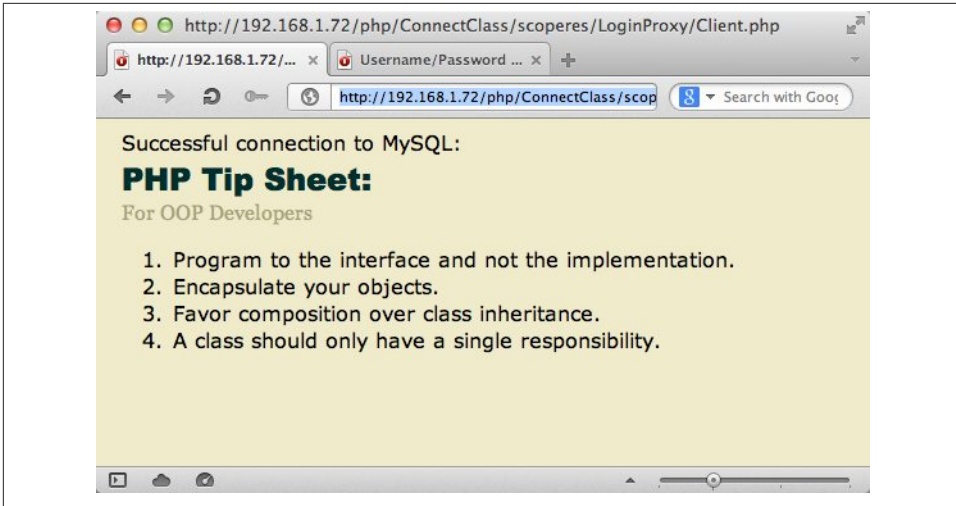 http://192.168.1.72/php/ConnectClass/scoperes/LoginProxy/Client.php
http://192.168.1.72/... × Username/Password ... ×
http://192.168.1.72/php/ConnectClass/scop
8 Search with Goog
Successful connection to MySQL:
PHP Tip Sheet:
For OOP Developers
1. Program to the interface and not the implementation.
2. Encapsulate your objects.
3. Favor composition over class inheritance.
4. A class should only have a single responsibility.